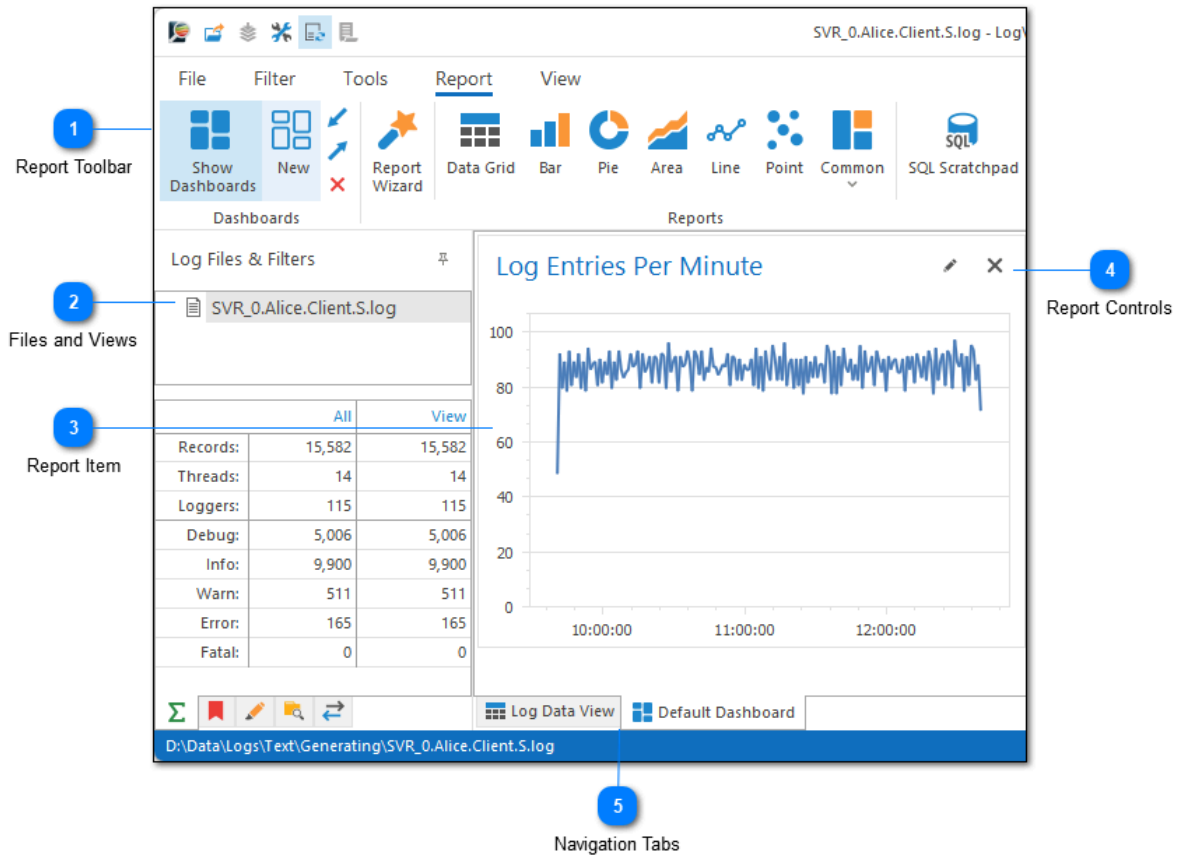 SVR_0.Alice.Client.S.log - Log
File Filter Tools Report View
1
Report Toolbar
Show Dashboards
New
Report Wizard
Data Grid
Bar
Pie
Area
Line
Point
Common
SQL
SQL Scratchpad
Dashboards
Reports
Log Files & Filters
2
Files and Views
SVR_0.Alice.Client.S.log
Log Entries Per Minute
4
Report Controls
3
Report Item
All View
Records: 15,582 15,582
Threads: 14 14
Loggers: 115 115
Debug: 5,006 5,006
Info: 9,900 9,900
Warn: 511 511
Error: 165 165
Fatal: 0 0
100
80
60
40
20
0
10:00:00 11:00:00 12:00:00
Σ
Log Data View
Default Dashboard
D:\Data\Logs\Text\Generating\SVR_0.Alice.Client.S.log
5
Navigation Tabs